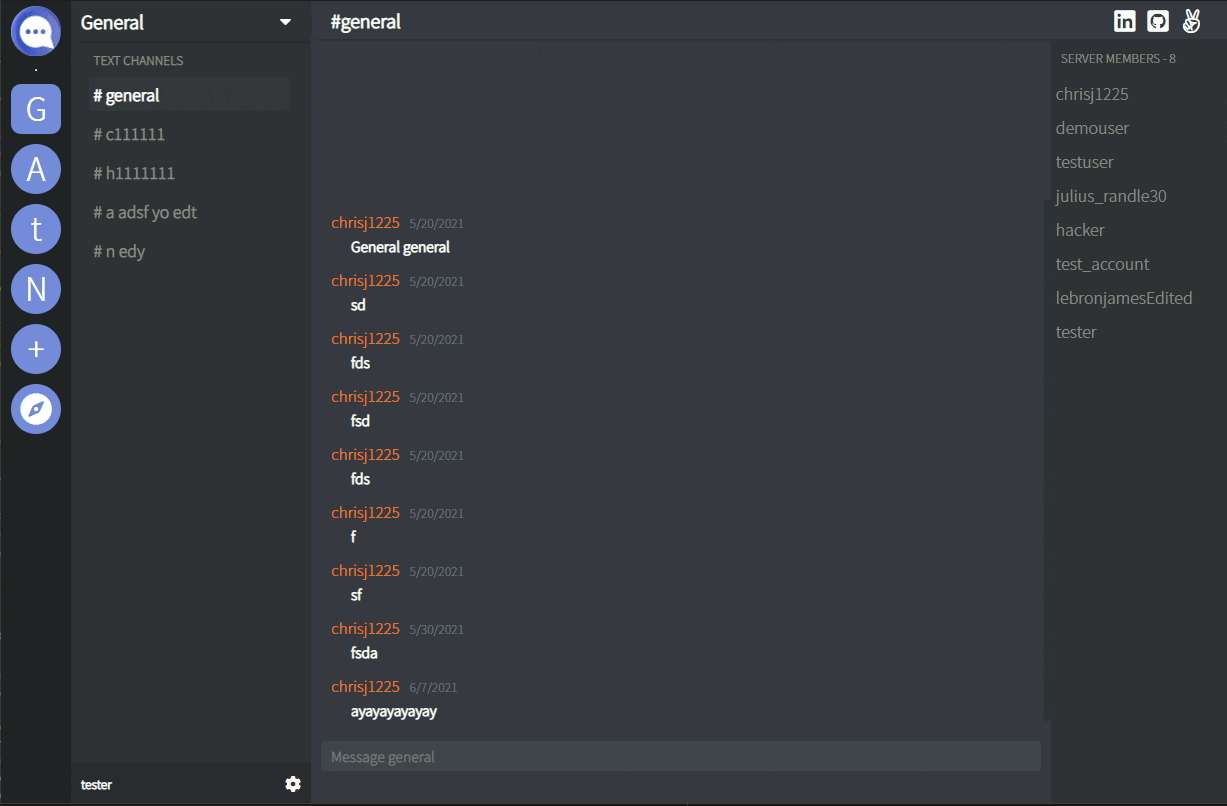 General
#general
in
G
A
t
N
+
TEXT CHANNELS
# general
# c111111
# h1111111
# a adsf yo edt
# n edy
tester
chrisj1225 5/20/2021
General general
chrisj1225 5/20/2021
sd
chrisj1225 5/20/2021
fds
chrisj1225 5/20/2021
fsd
chrisj1225 5/20/2021
fds
chrisj1225 5/20/2021
f
chrisj1225 5/20/2021
sf
chrisj1225 5/30/2021
fsda
chrisj1225 6/7/2021
ayayayayayay
Message general
SERVER MEMBERS - 8
chrisj1225
demouser
testuser
julius_randle30
hacker
test_account
lebronjamesEdited
tester